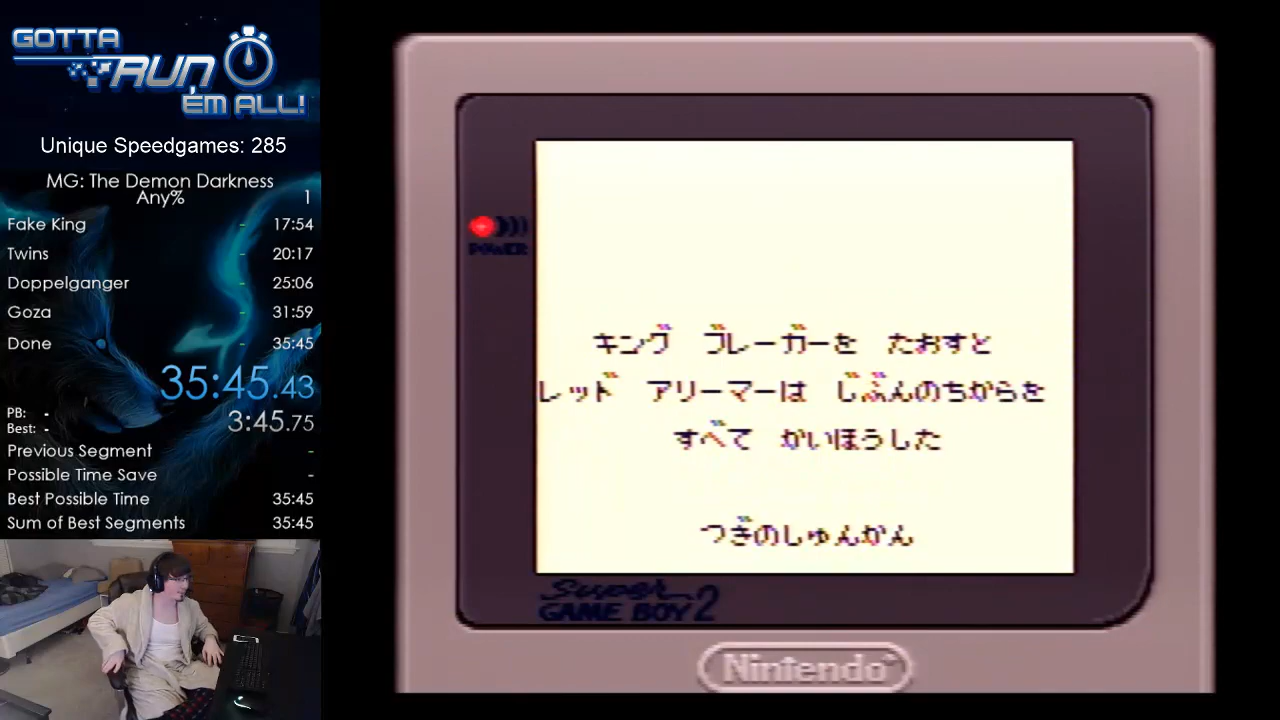 GOTTA
RUN
'EM ALL!
Unique Speedgames: 285
MG: The Demon Darkness
Any% 1
Fake King - 17:54
Twins - 20:17
Doppelganger - 25:06
Goza - 31:59
Done - 35:45
35:45.43
PB: -
3:45.75
Best: -
Previous Segment -
Possible Time Save -
Best Possible Time 35:45
Sum of Best Segments 35:45
POWER
キング ブレーガーを たおすと
レッド アリーマーは じぶんのちからを
すべて かいほうした
つぎのしゅんかん
Super
GAME BOY 2
Nintendo